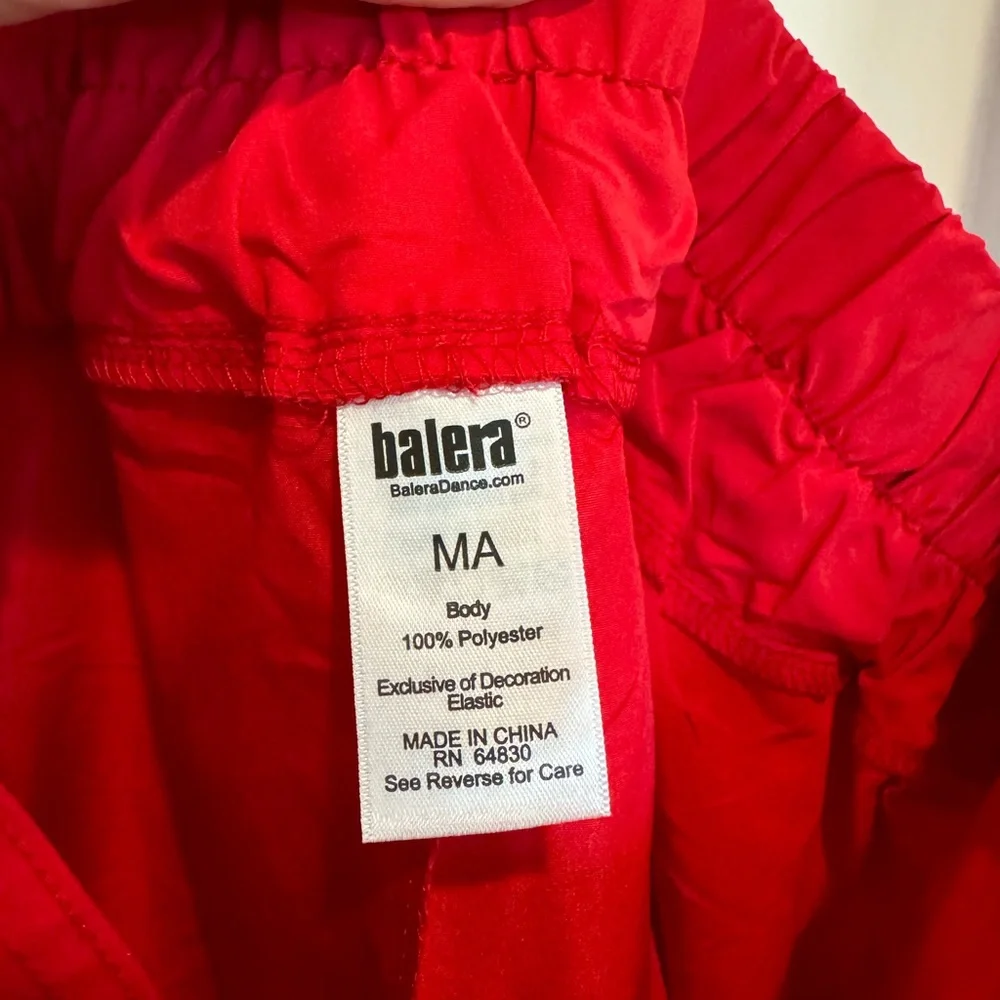 balera®
BaleraDance.com
MA
Body
100% Polyester
Exclusive of Decoration
Elastic
MADE IN CHINA
RN 64830
See Reverse for Care